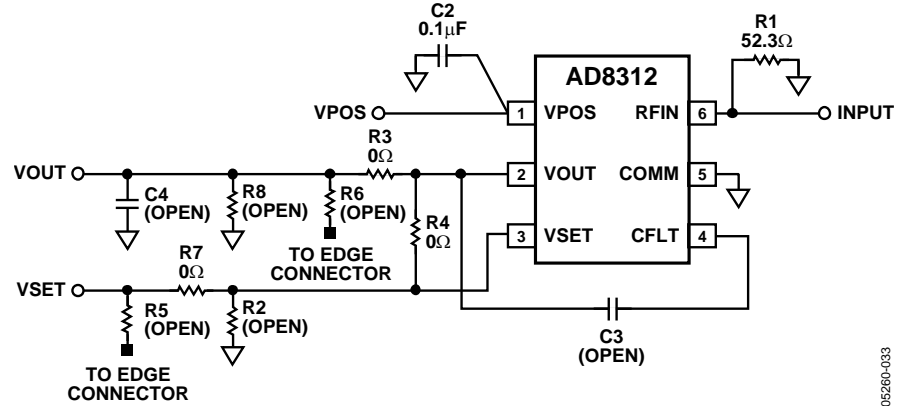 C2
0.1μF
R1
52.3Ω
AD8312
VPOS
1 VPOS
RFIN 6
INPUT
R3
0Ω
VOUT
2 VOUT
COMM 5
C4
(OPEN)
R8
(OPEN)
R6
(OPEN)
R4
0Ω
3 VSET
CFLT 4
TO EDGE
CONNECTOR
R7
0Ω
VSET
R5
(OPEN)
R2
(OPEN)
C3
(OPEN)
TO EDGE
CONNECTOR
05260-033